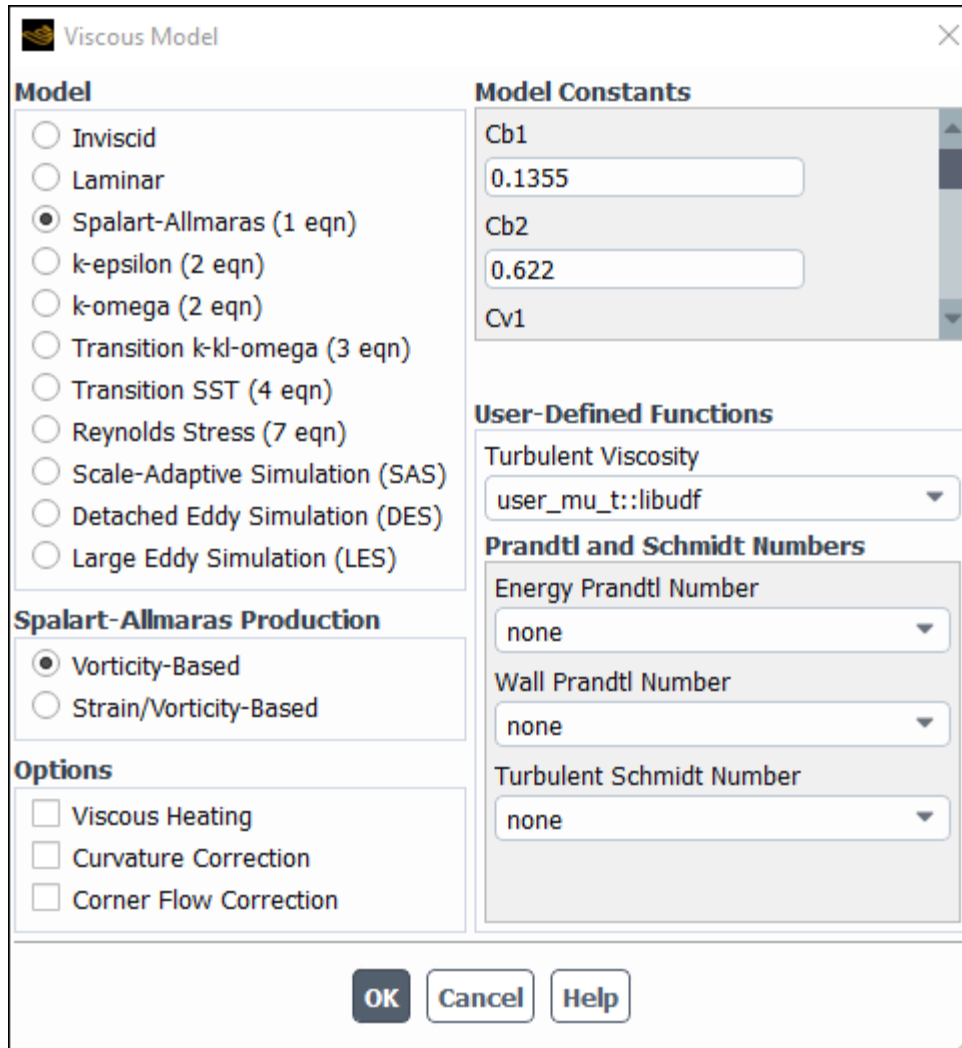 Viscous Model
Model
Inviscid
Laminar
Spalart-Allmaras (1 eqn)
k-epsilon (2 eqn)
k-omega (2 eqn)
Transition k-kl-omega (3 eqn)
Transition SST (4 eqn)
Reynolds Stress (7 eqn)
Scale-Adaptive Simulation (SAS)
Detached Eddy Simulation (DES)
Large Eddy Simulation (LES)
Spalart-Allmaras Production
Vorticity-Based
Strain/Vorticity-Based
Options
Viscous Heating
Curvature Correction
Corner Flow Correction
Model Constants
Cb1
0.1355
Cb2
0.622
Cv1
User-Defined Functions
Turbulent Viscosity
user_mu_t::libudf
Prandtl and Schmidt Numbers
Energy Prandtl Number
none
Wall Prandtl Number
none
Turbulent Schmidt Number
none
OK
Cancel
Help